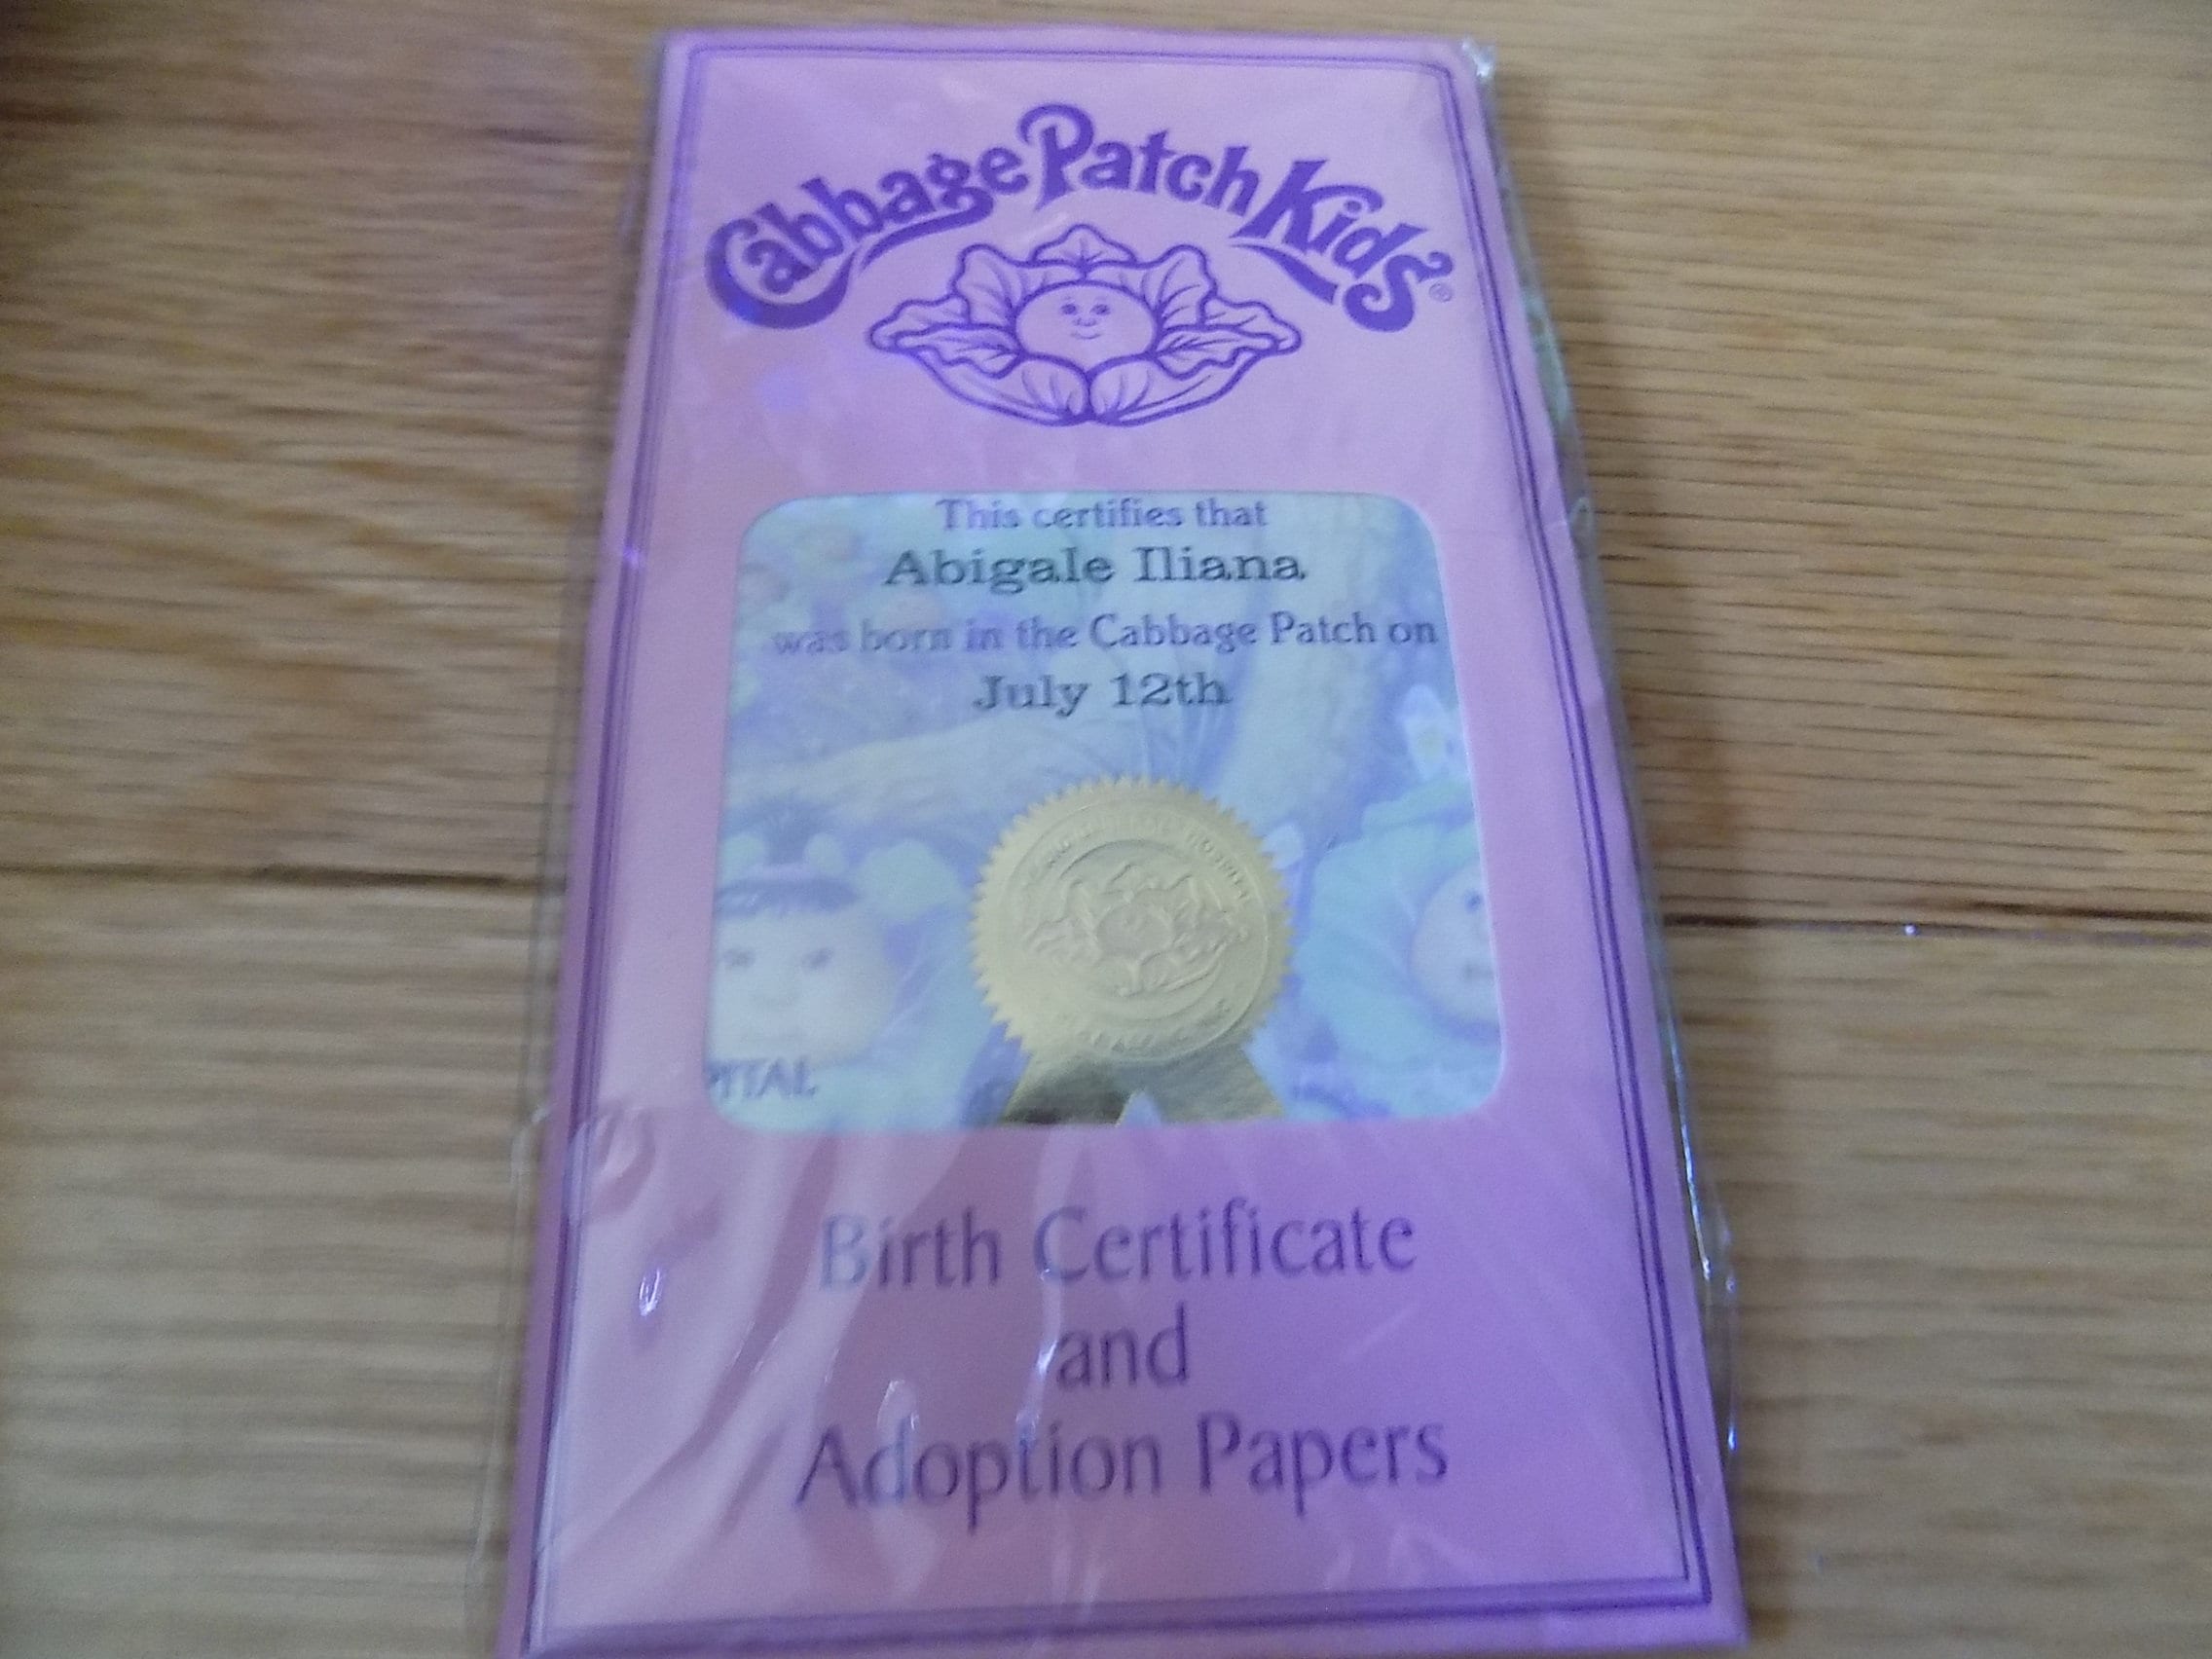 Cabbage Patch Kids®
This certifies that
Abigale Iliana
was born in the Cabbage Patch on
July 12th
PITAL
Birth Certificate
and
Adoption Papers